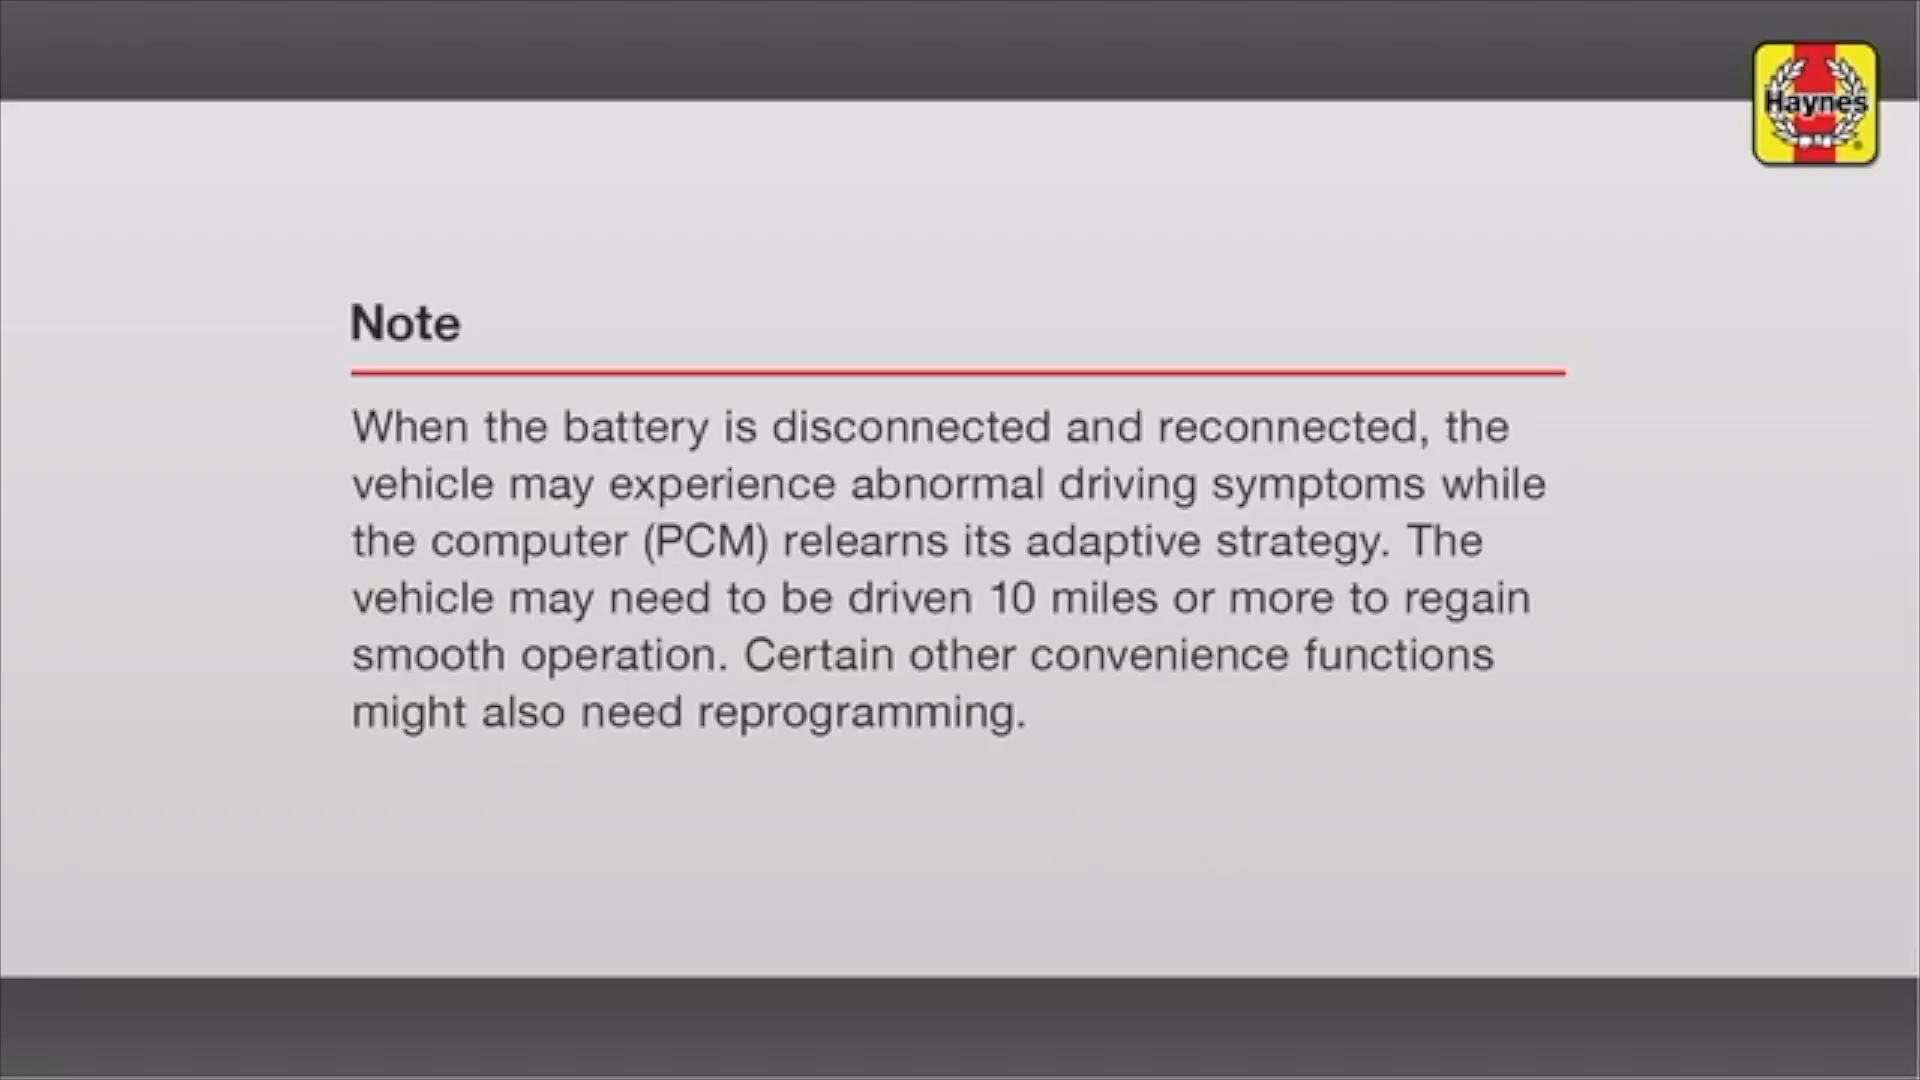 Haynes
Note
When the battery is disconnected and reconnected, the
vehicle may experience abnormal driving symptoms while
the computer (PCM) relearns its adaptive strategy. The
vehicle may need to be driven 10 miles or more to regain
smooth operation. Certain other convenience functions
might also need reprogramming.